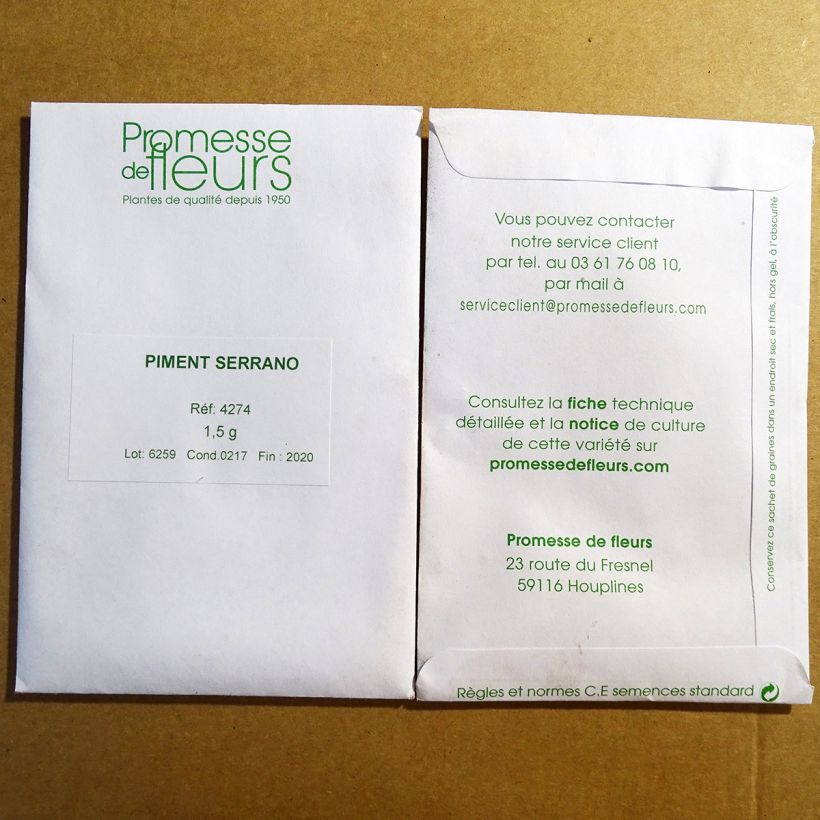 Promesse
de fleurs
Plantes de qualité depuis 1950
PIMENT SERRANO
Réf: 4274
1,5 g
Lot: 6259 Cond.0217 Fin : 2020
Vous pouvez contacter
notre service client
par tel. au 03 61 76 08 10,
par mail à
serviceclient@promessedefleurs.com
Consultez la fiche technique
détaillée et la notice de culture
de cette variété sur
promessedefleurs.com
Promesse de fleurs
23 route du Fresnel
59116 Houplines
Règles et normes C.E semences standard
Conservez ce sachet de graines dans un endroit sec et frais, hors gel, à l'obscurité